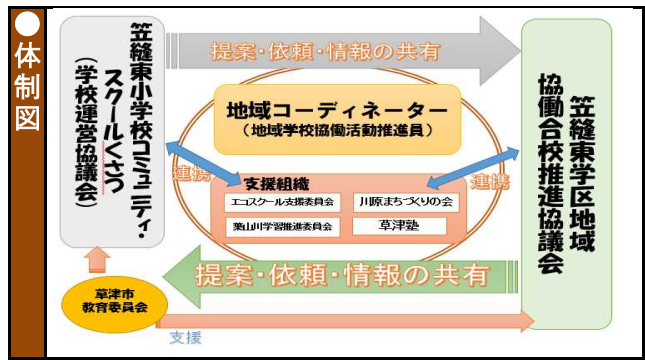 ●体制図
笠縫東小学校コミュニティ・
スクールくさつ
(学校運営協議会)
提案・依頼・情報の共有
地域コーディネーター
(地域学校協働活動推進員)
連携
連携
支援組織
エコスクール支援委員会
川原まちづくりの会
葉山川学習推進委員会
草津塾
笠縫東学区地域
協働合校推進協議会
提案・依頼・情報の共有
草津市
教育委員会
支援